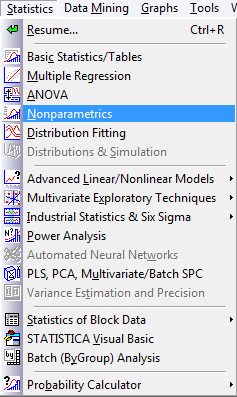 Statistics Data Mining Graphs Tools W
Resume... Ctrl+R
Basic Statistics/Tables
Multiple Regression
ANOVA
Nonparametrics
Distribution Fitting
Distributions & Simulation
Advanced Linear/Nonlinear Models
Multivariate Exploratory Techniques
Industrial Statistics & Six Sigma
Power Analysis
Automated Neural Networks
PLS, PCA, Multivariate/Batch SPC
Variance Estimation and Precision
Statistics of Block Data
STATISTICA Visual Basic
Batch (ByGroup) Analysis
Probability Calculator